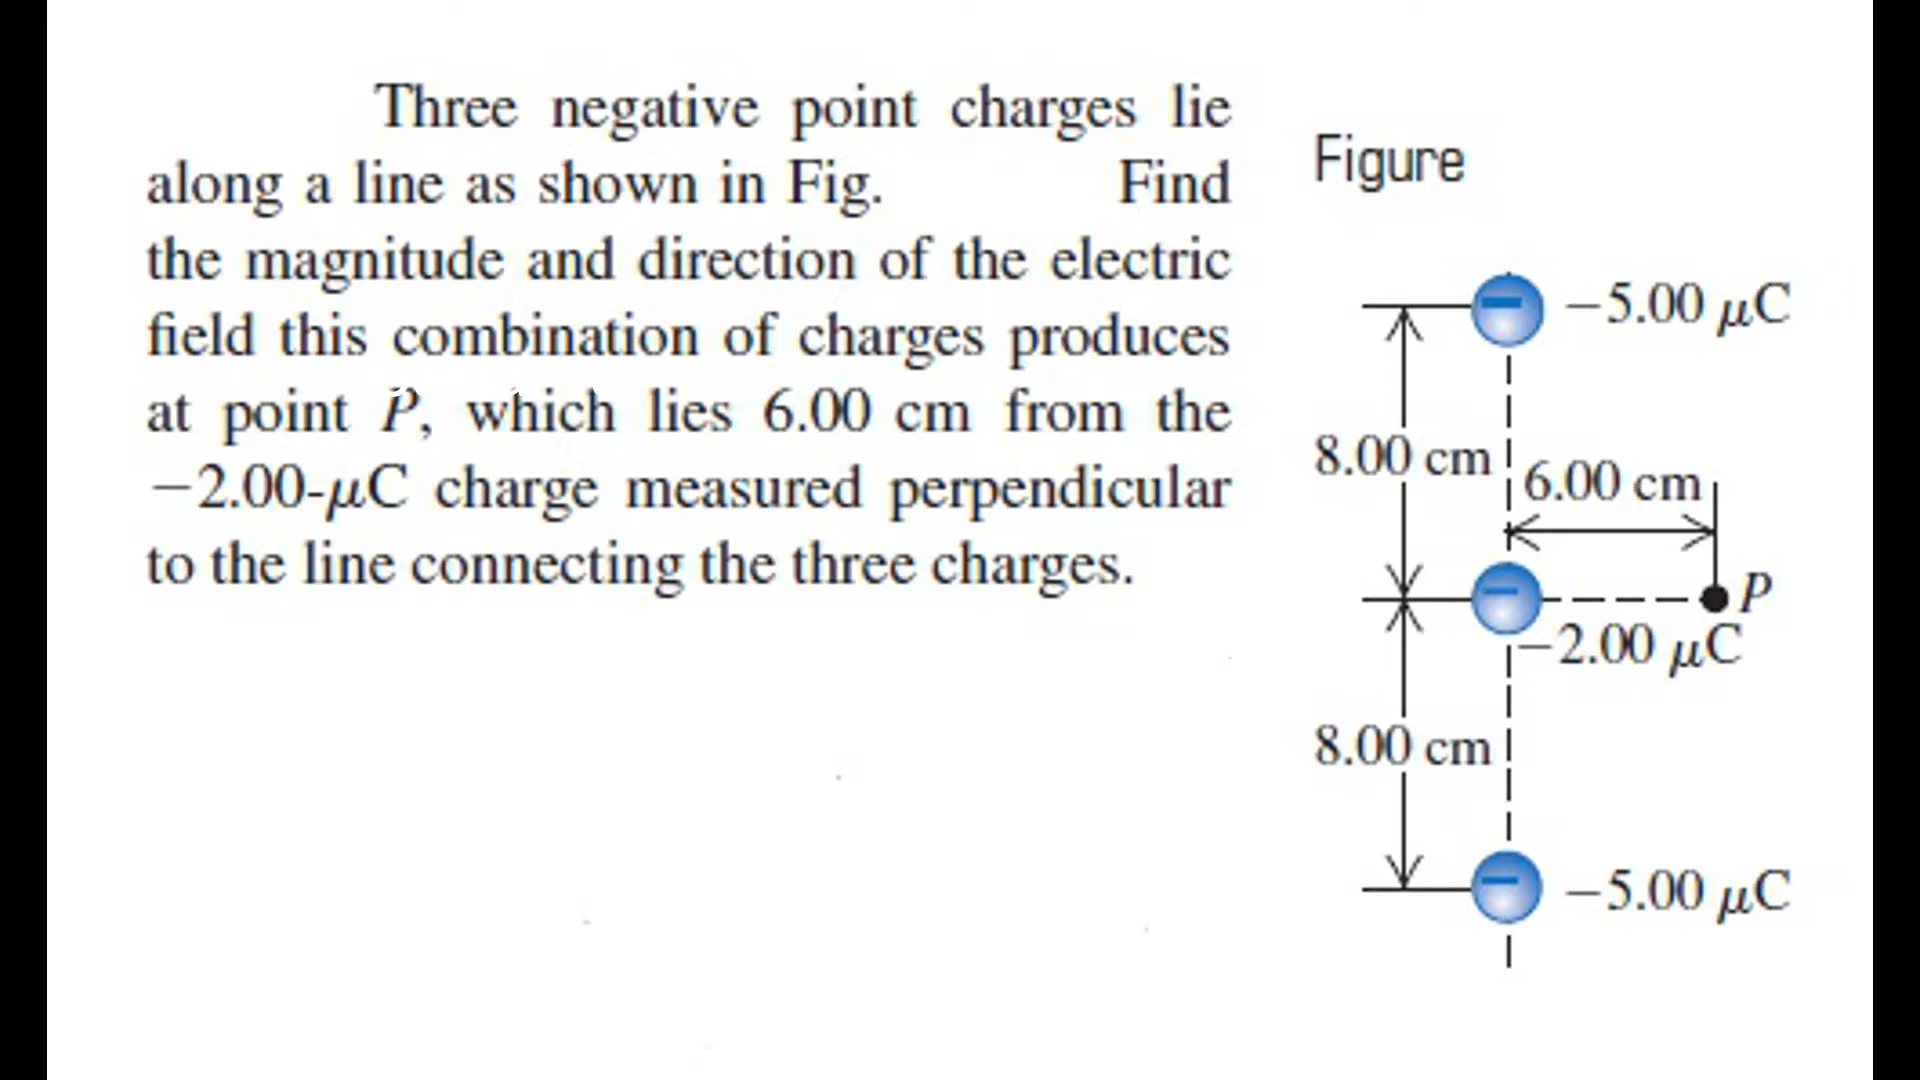 Three negative point charges lie
along a line as shown in Fig. Find
the magnitude and direction of the electric
field this combination of charges produces
at point P, which lies 6.00 cm from the
−2.00-μC charge measured perpendicular
to the line connecting the three charges.
Figure
−5.00 μC
8.00 cm
6.00 cm
P
−2.00 μC
8.00 cm
−5.00 μC